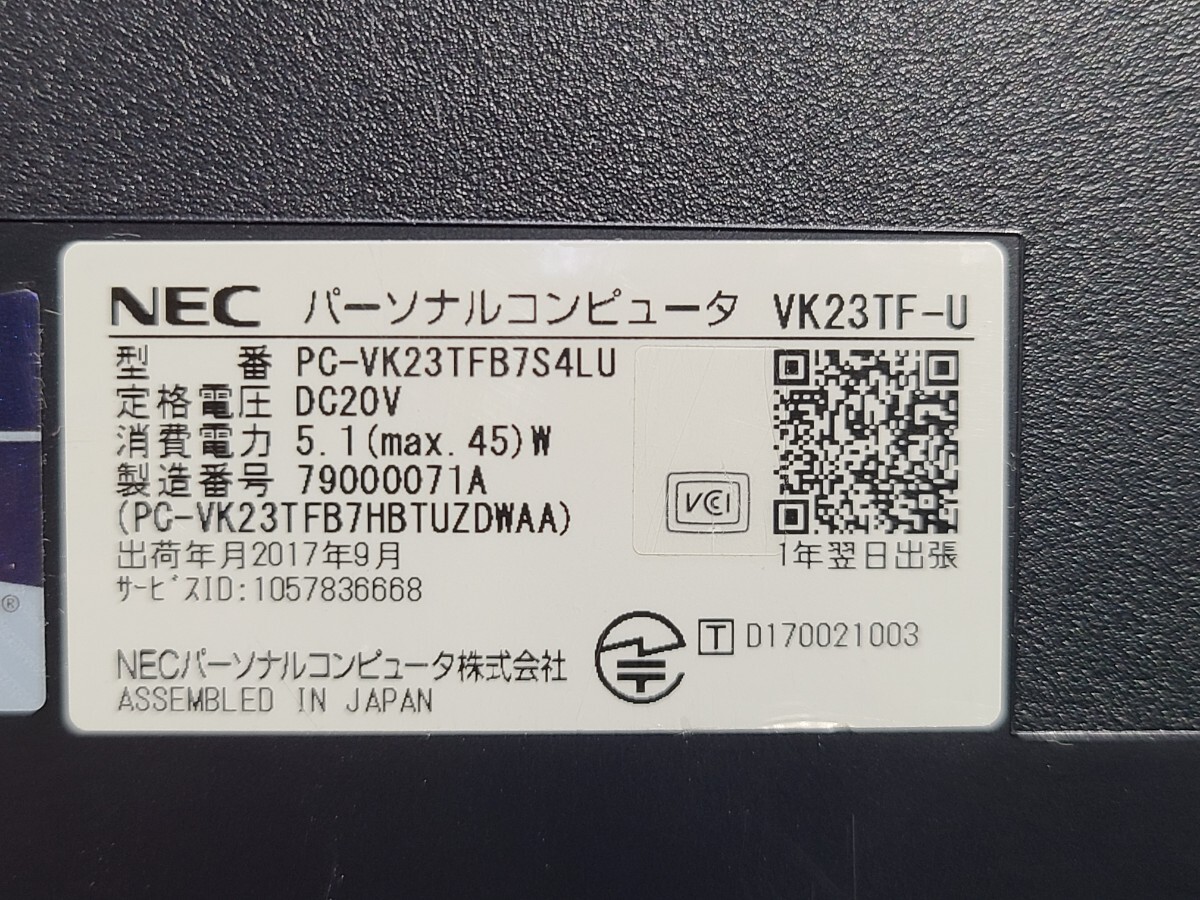 NEC パーソナルコンピュータ VK23TF-U
型 番 PC-VK23TFB7S4LU
定格電圧 DC20V
消費電力 5.1(max.45)W
製造番号 79000071A
(PC-VK23TFB7HBTUZDWAA)
出荷年月2017年9月
サービスID:1057836668
VCI
1年翌日出張
T D170021003
NECパーソナルコンピュータ株式会社
ASSEMBLED IN JAPAN
®